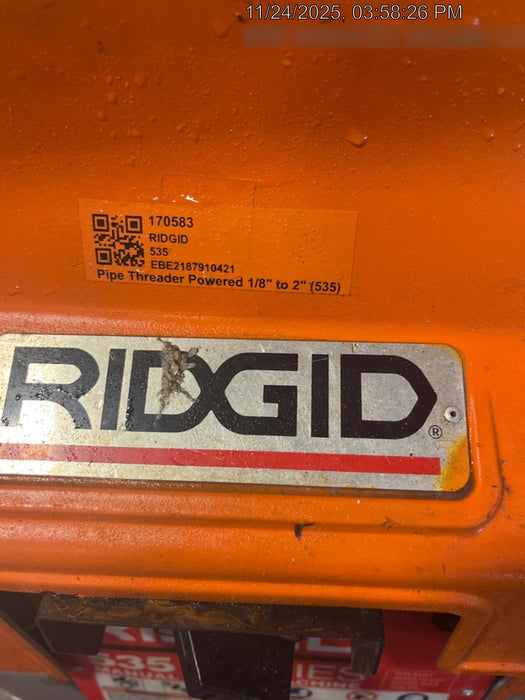 11/24/2025, 03:58:26 PM
170583
RIDGID
535
EBE2187910421
Pipe Threader Powered 1/8" to 2" (535)
RIDGID®
535